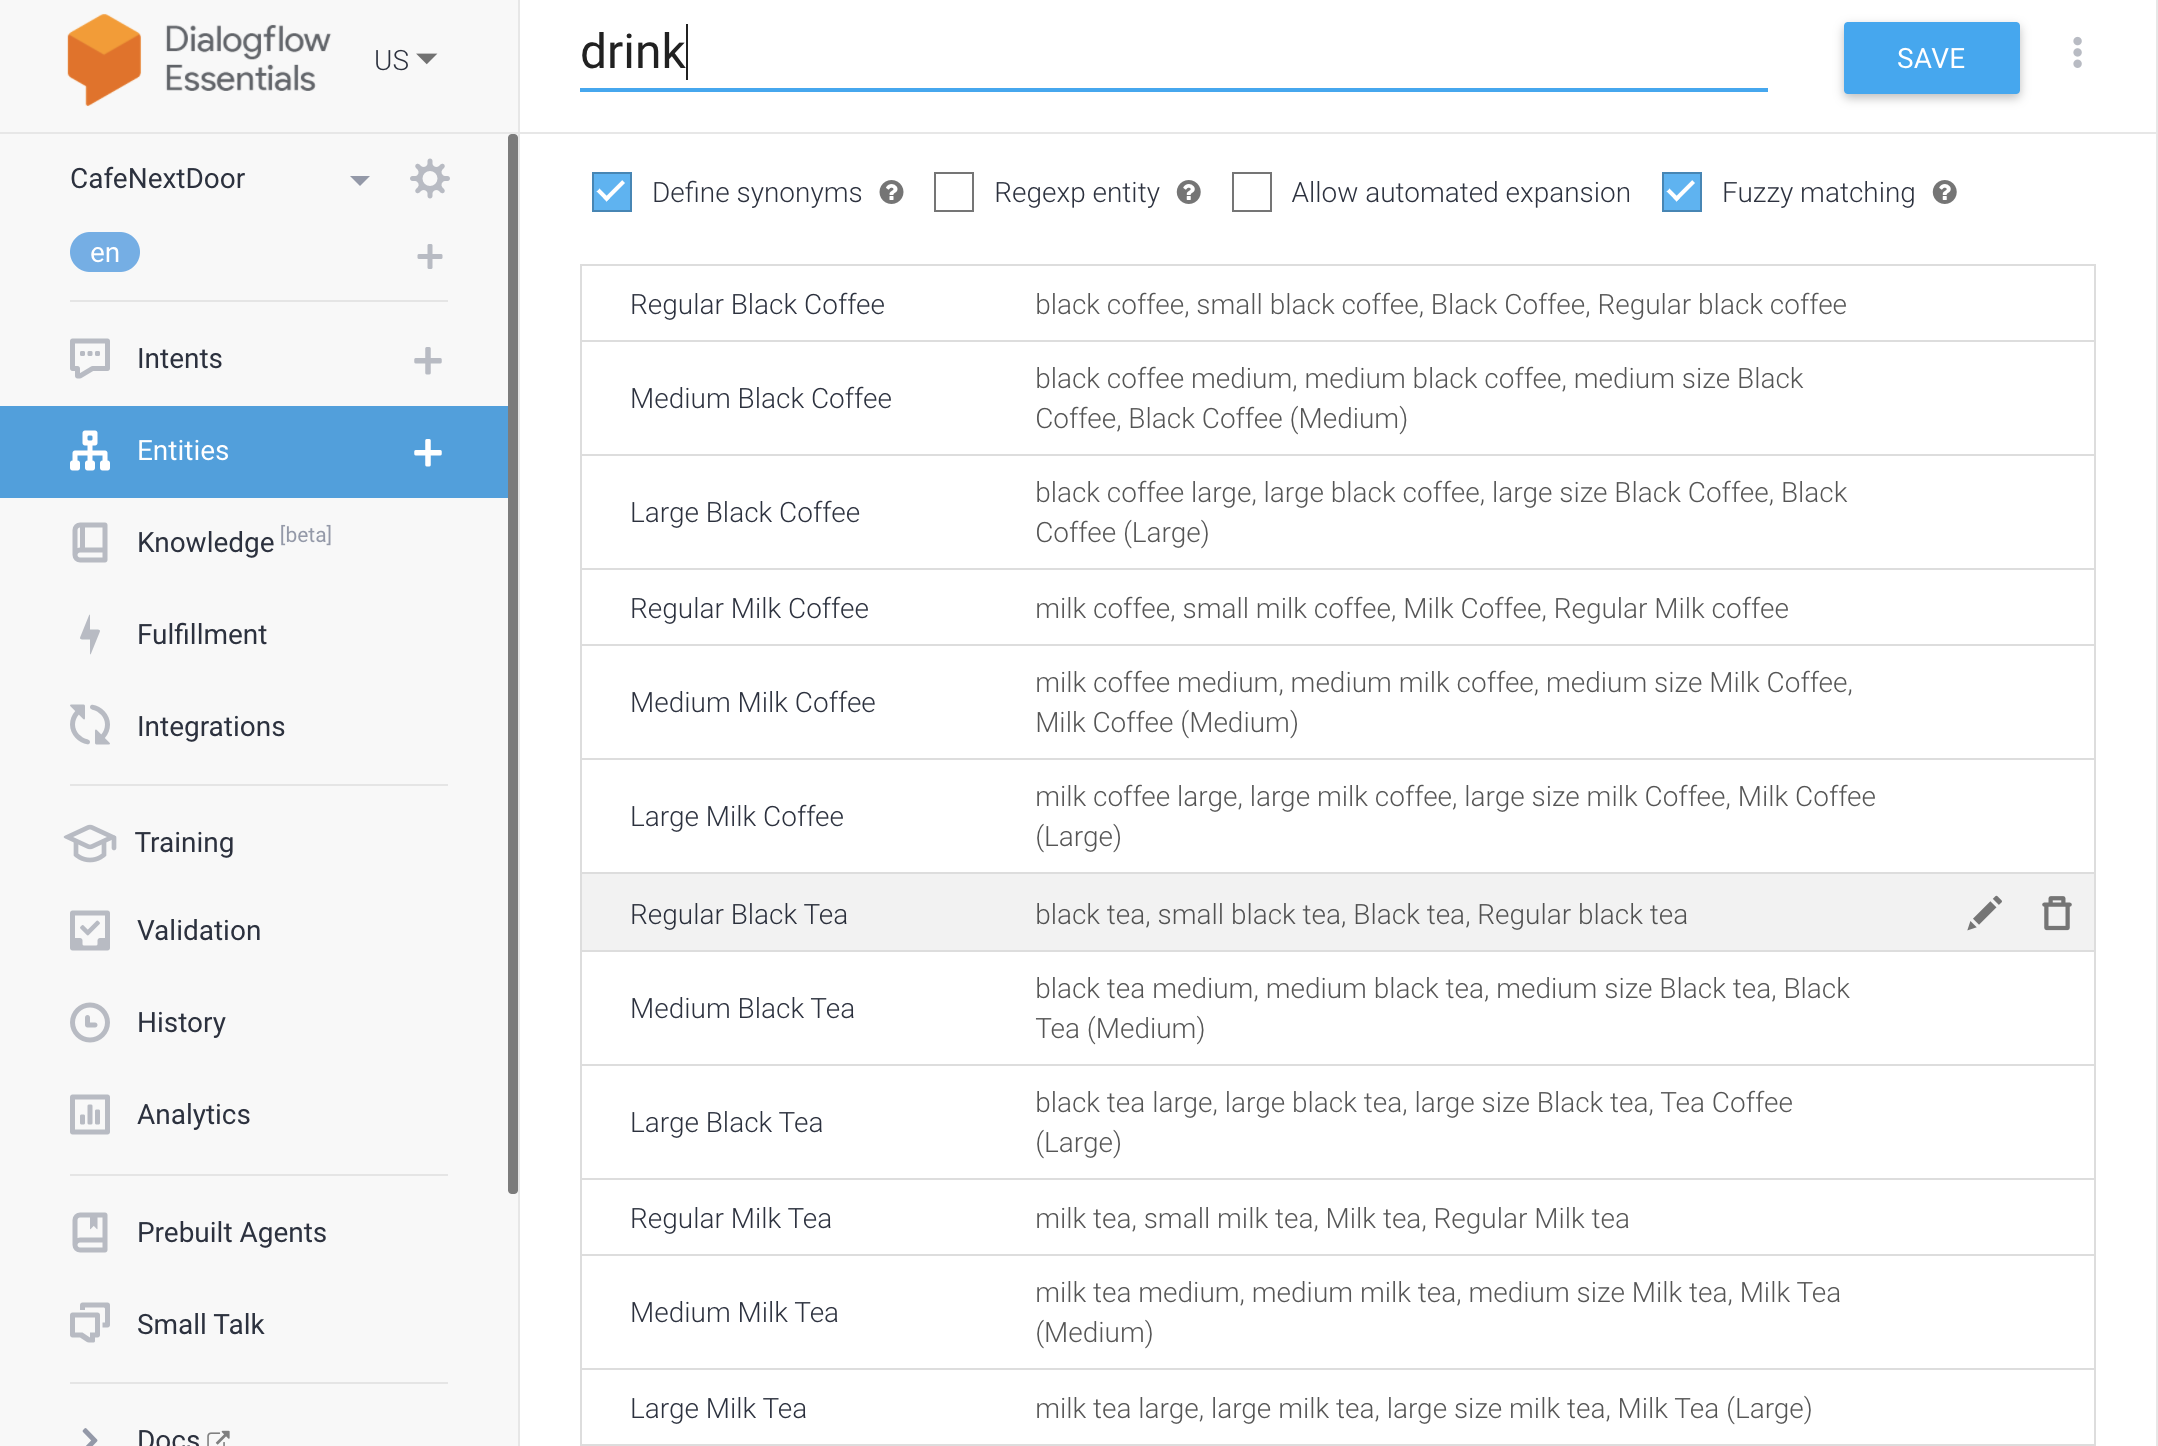 Dialogflow
Essentials
US
drink
SAVE
CafeNextDoor
en
Define synonyms
Regexp entity
Allow automated expansion
Fuzzy matching
Intents
Entities
Knowledge [beta]
Fulfillment
Integrations
Training
Validation
History
Analytics
Prebuilt Agents
Small Talk
Docs
Regular Black Coffee
black coffee, small black coffee, Black Coffee, Regular black coffee
Medium Black Coffee
black coffee medium, medium black coffee, medium size Black
Coffee, Black Coffee (Medium)
Large Black Coffee
black coffee large, large black coffee, large size Black Coffee, Black
Coffee (Large)
Regular Milk Coffee
milk coffee, small milk coffee, Milk Coffee, Regular Milk coffee
Medium Milk Coffee
milk coffee medium, medium milk coffee, medium size Milk Coffee,
Milk Coffee (Medium)
Large Milk Coffee
milk coffee large, large milk coffee, large size milk Coffee, Milk Coffee
(Large)
Regular Black Tea
black tea, small black tea, Black tea, Regular black tea
Medium Black Tea
black tea medium, medium black tea, medium size Black tea, Black
Tea (Medium)
Large Black Tea
black tea large, large black tea, large size Black tea, Tea Coffee
(Large)
Regular Milk Tea
milk tea, small milk tea, Milk tea, Regular Milk tea
Medium Milk Tea
milk tea medium, medium milk tea, medium size Milk tea, Milk Tea
(Medium)
Large Milk Tea
milk tea large, large milk tea, large size milk tea, Milk Tea (Large)